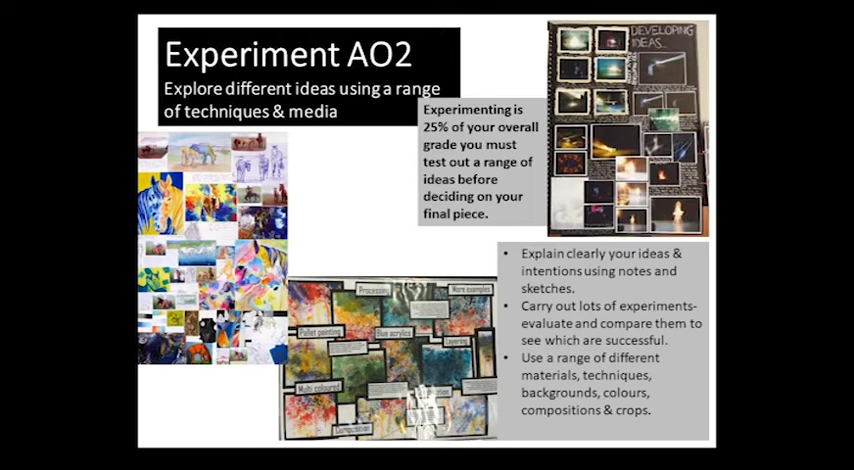 Experiment AO2
Explore different ideas using a range
of techniques & media
Experimenting is
25% of your overall
grade you must
test out a range of
ideas before
deciding on your
final piece.
DEVELOPING
IDEAS...
• Explain clearly your ideas &
intentions using notes and
sketches.
• Carry out lots of experiments-
evaluate and compare them to
see which are successful.
• Use a range of different
materials, techniques,
backgrounds, colours,
compositions & crops.
Processing
More examples
Pallet painting
Blue acrylics
Layering
Multi coloured